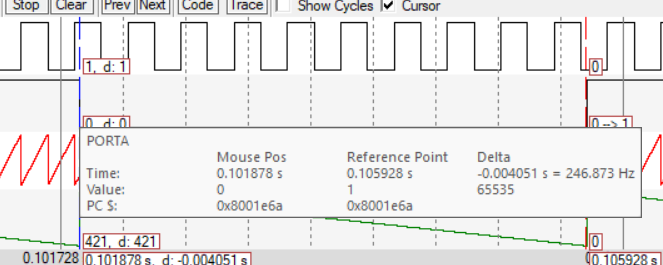 Stop Clear Prev Next Code Trace Show Cycles Cursor
1, d: 1 0
0, d: 0 0 --> 1
PORTA
Mouse Pos Reference Point Delta
Time: 0.101878 s 0.105928 s -0.004051 s = 246.873 Hz
Value: 0 1 65535
PC $: 0x8001e6a 0x8001e6a
421, d: 421 0
0.101728 0.101878 s, d: -0.004051 s 0.105928 s